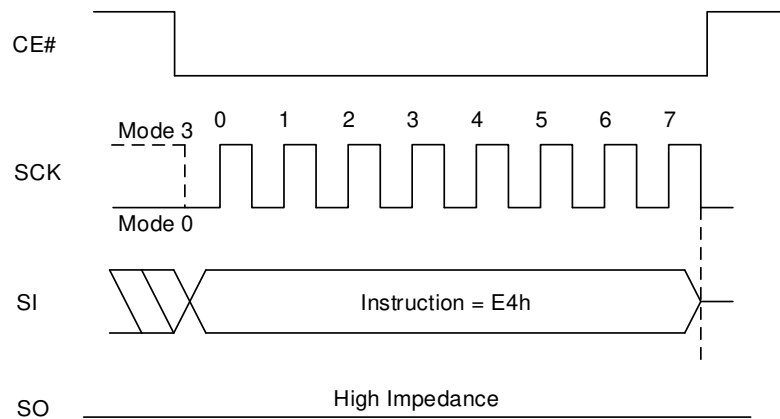 CE#
Mode 3
0 1 2 3 4 5 6 7
SCK
Mode 0
SI
Instruction = E4h
SO
High Impedance